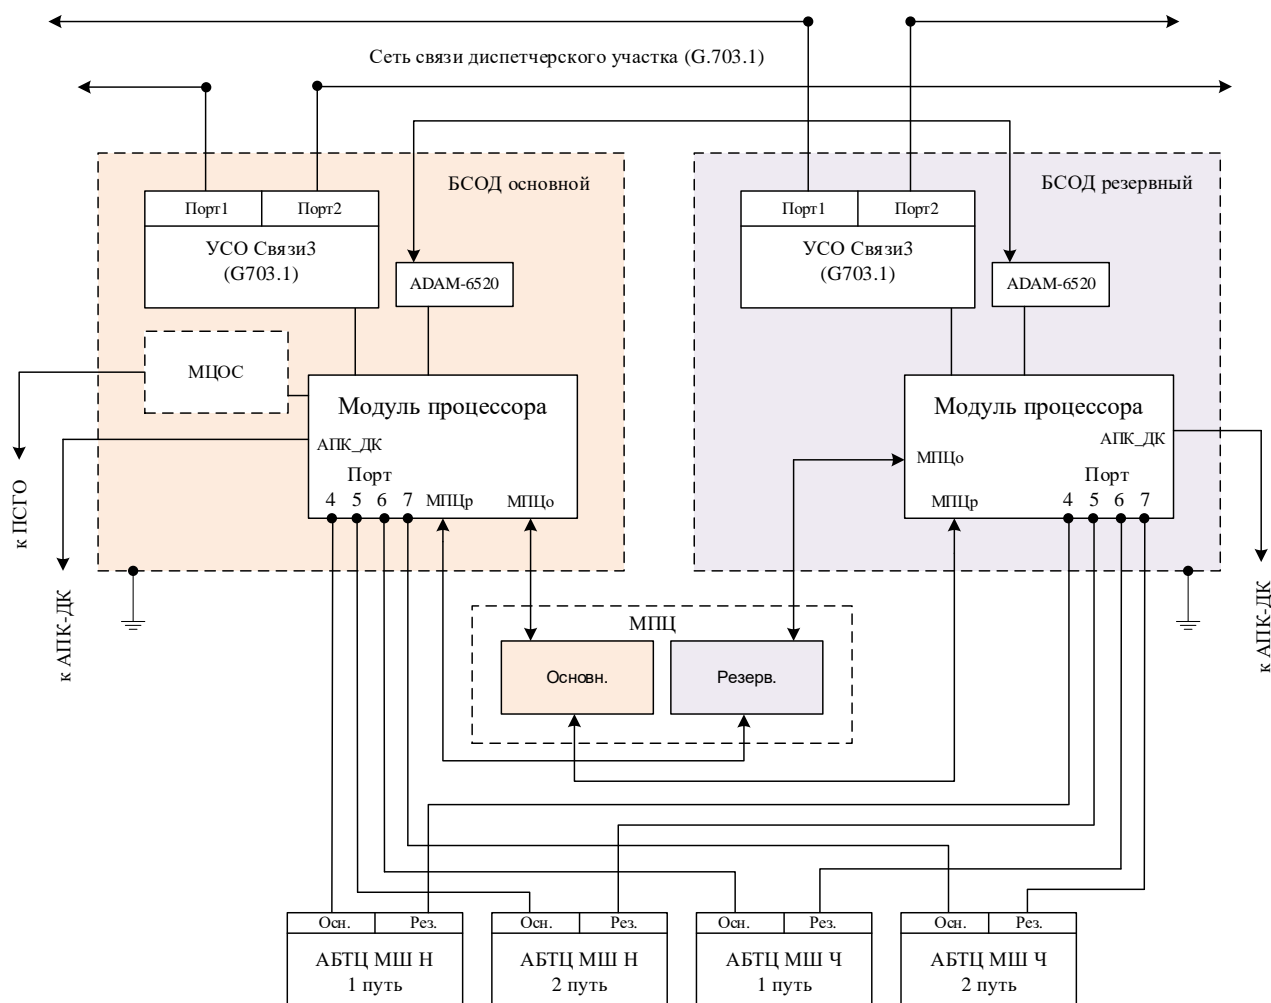 Сеть связи диспетчерского участка (G.703.1)
БСОД основной
Порт1
Порт2
УСО Связи3
(G703.1)
ADAM-6520
МЦОС
Модуль процессора
АПК_ДК
Порт
4
5
6
7
МПЦр
МПЦо
к ПСГО
к АПК-ДК
БСОД резервный
Порт1
Порт2
УСО Связи3
(G703.1)
ADAM-6520
Модуль процессора
АПК_ДК
МПЦо
Порт
МПЦр
4
5
6
7
к АПК-ДК
МПЦ
Основн.
Резерв.
Осн.
Рез.
АБТЦ МШ Н
1 путь
Осн.
Рез.
АБТЦ МШ Н
2 путь
Осн.
Рез.
АБТЦ МШ Ч
1 путь
Осн.
Рез.
АБТЦ МШ Ч
2 путь